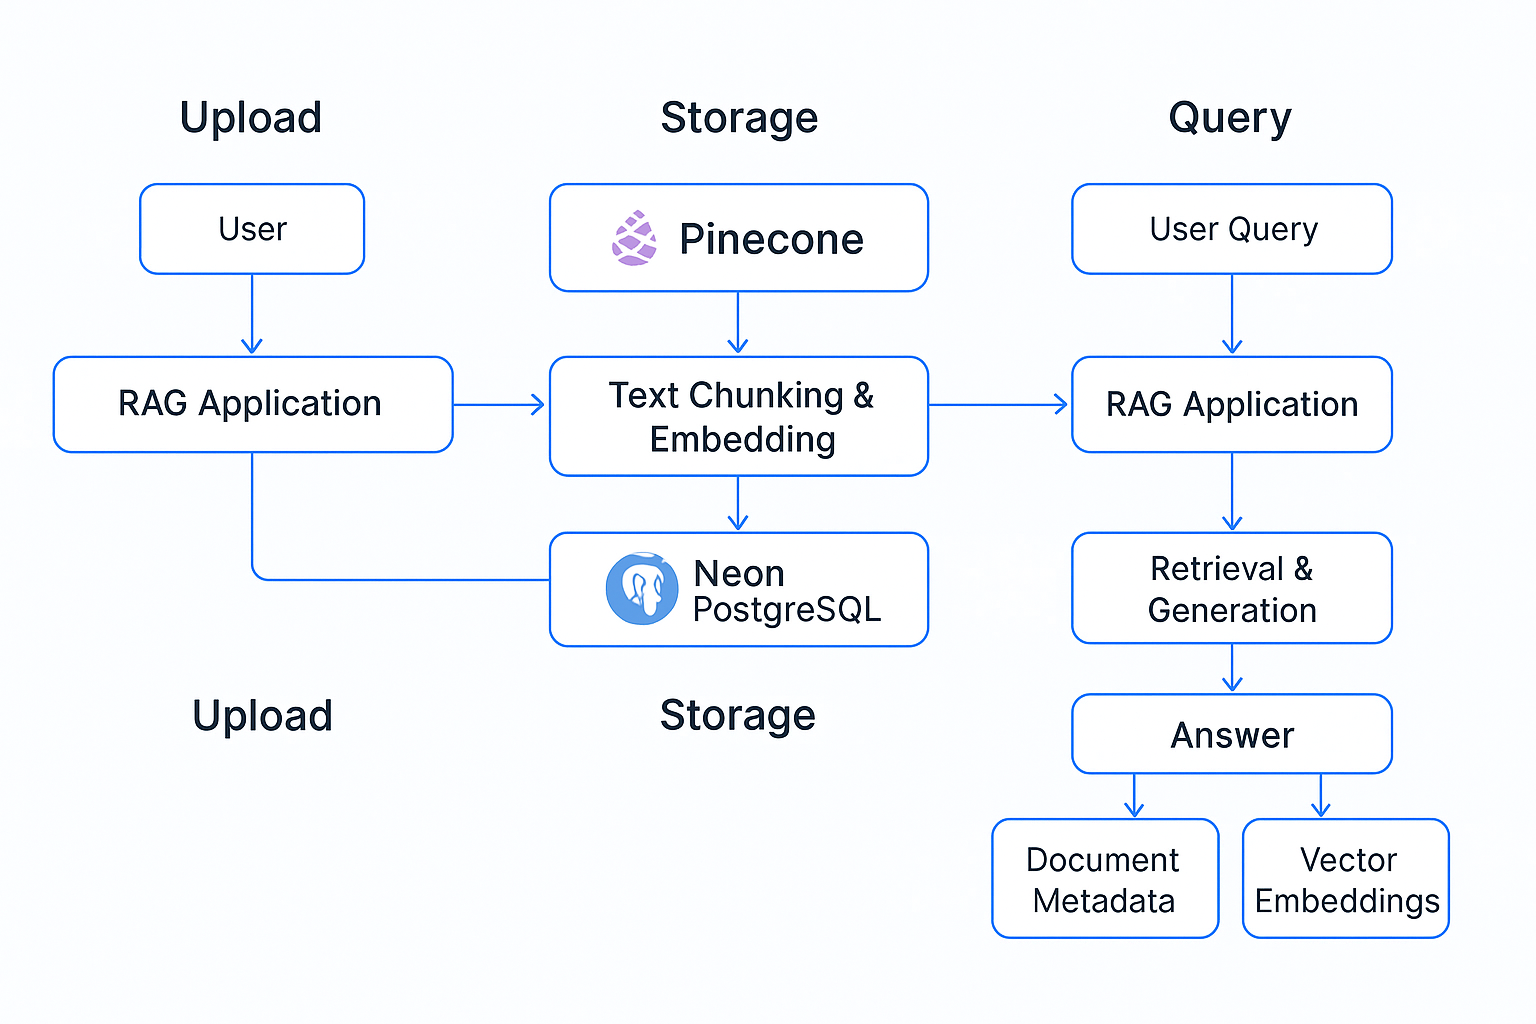 Upload
Storage
Query
User
Pinecone
User Query
RAG Application
Text Chunking &
Embedding
RAG Application
Neon
PostgreSQL
Retrieval &
Generation
Upload
Storage
Answer
Document
Metadata
Vector
Embeddings